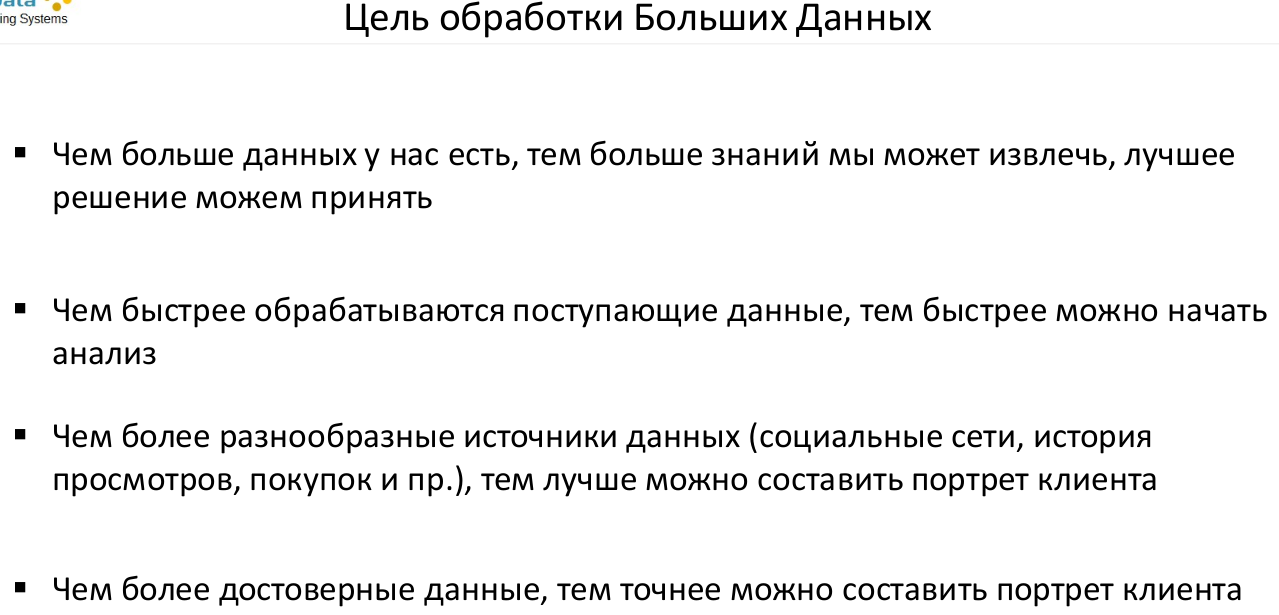 ing Systems
Цель обработки Больших Данных
▪ Чем больше данных у нас есть, тем больше знаний мы может извлечь, лучшее
решение можем принять
▪ Чем быстрее обрабатываются поступающие данные, тем быстрее можно начать
анализ
▪ Чем более разнообразные источники данных (социальные сети, история
просмотров, покупок и пр.), тем лучше можно составить портрет клиента
▪ Чем более достоверные данные, тем точнее можно составить портрет клиента